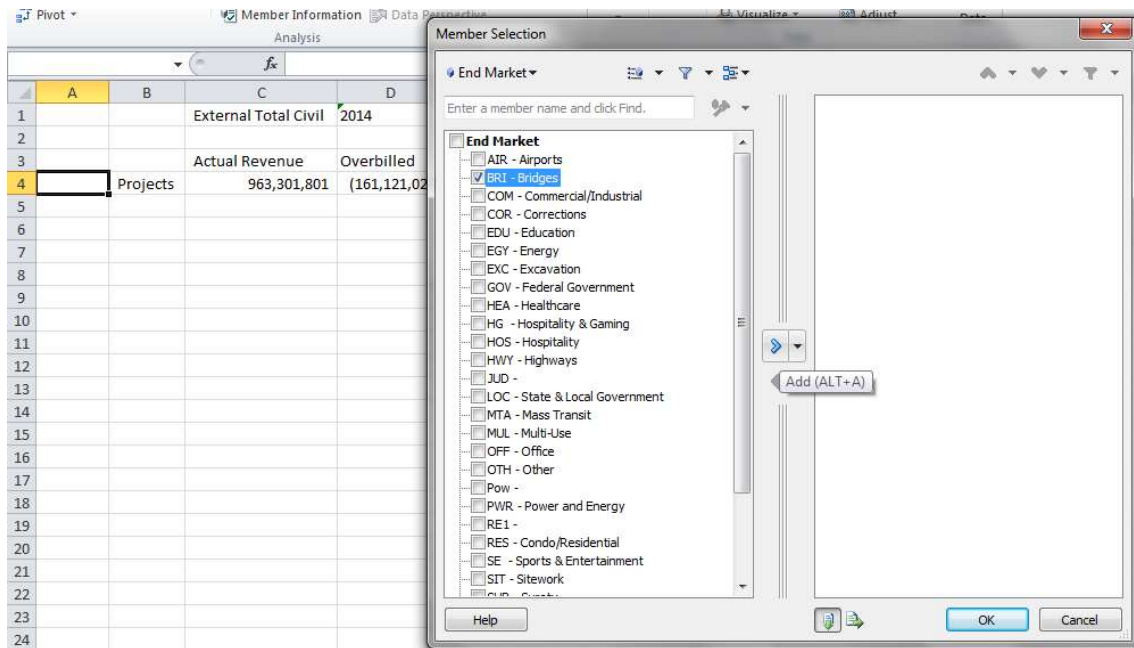 Pivot
Member Information
Data Perspective
Visualize
Adjust
Data
Analysis
fx
A B C D
1 External Total Civil 2014
2
3 Actual Revenue Overbilled
4 Projects 963,301,801 (161,121,02
5
6
7
8
9
10
11
12
13
14
15
16
17
18
19
20
21
22
23
24
Member Selection
End Market
Enter a member name and click Find.
End Market
AIR - Airports
BRI - Bridges
COM - Commercial/Industrial
COR - Corrections
EDU - Education
EGY - Energy
EXC - Excavation
GOV - Federal Government
HEA - Healthcare
HG - Hospitality & Gaming
HOS - Hospitality
HWY - Highways
JUD -
LOC - State & Local Government
MTA - Mass Transit
MUL - Multi-Use
OFF - Office
OTH - Other
Pow -
PWR - Power and Energy
RE1 -
RES - Condo/Residential
SE - Sports & Entertainment
SIT - Sitework
Add (ALT+A)
Help
OK
Cancel